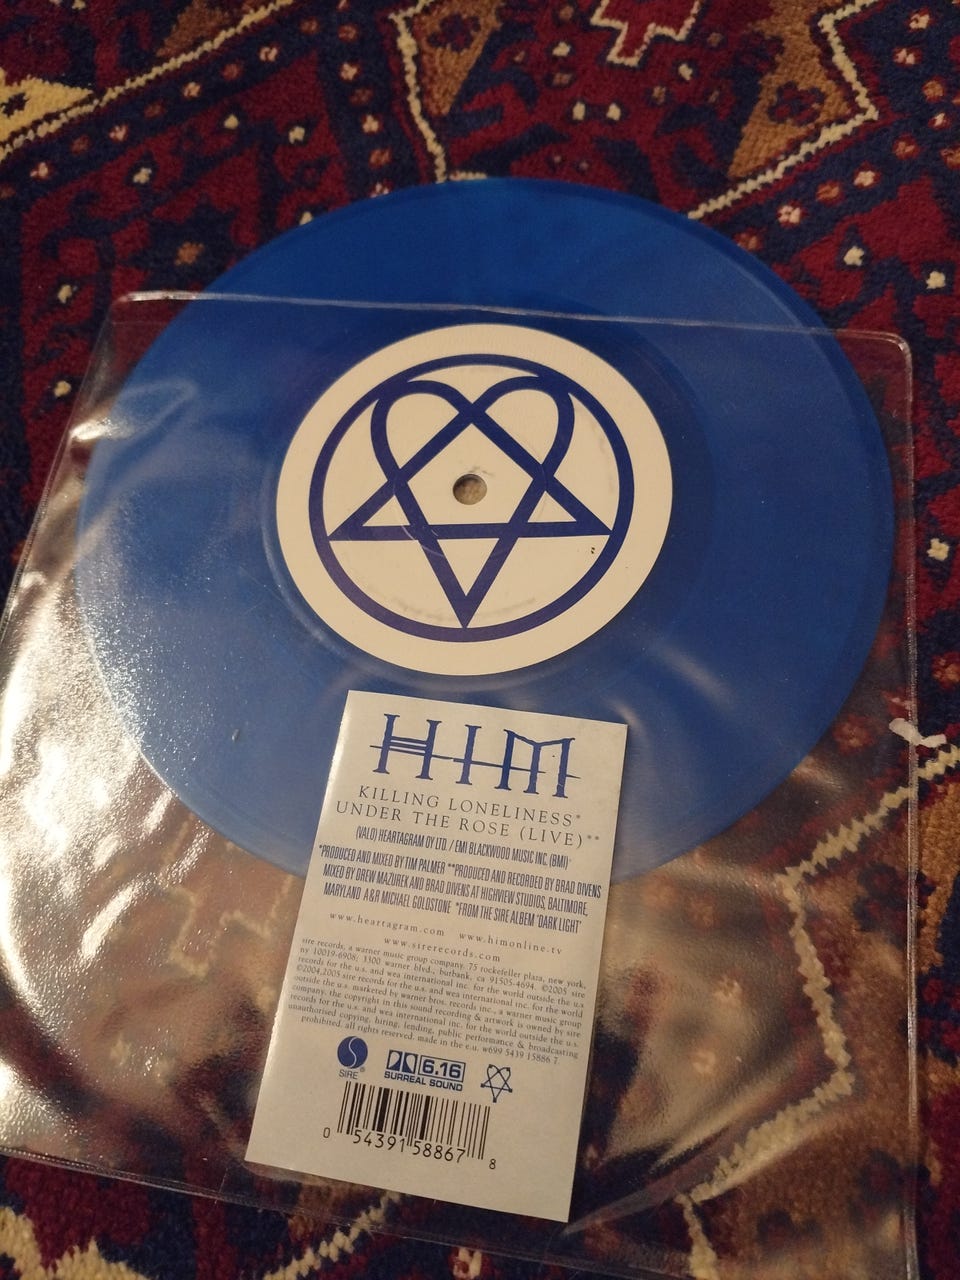 HIM
KILLING LONELINESS*
UNDER THE ROSE (LIVE)**
(VALO) HEARTAGRAM OY LTD. / EMI BLACKWOOD MUSIC INC. (BMI)
*PRODUCED AND MIXED BY TIM PALMER **PRODUCED AND RECORDED BY BRAD DIVENS
MIXED BY DREW MAZUREK AND BRAD DIVENS AT HIGHVIEW STUDIOS, BALTIMORE,
MARYLAND A&R MICHAEL GOLDSTONE *FROM THE SIRE ALBEM 'DARK LIGHT'
www.heartagram.com www.himonline.tv
www.sirerecords.com
sire records, a warner music group company. 75 rockefeller plaza, new york,
ny 10019-6908; 3300 warner blvd., burbank, ca 91505-4694. ©2005 sire
records for the u.s. and wea international inc. for the world outside the u.s
©2004,2005 sire records for the u.s. and wea international inc. for the world
outside the u.s. marketed by warner bros. records inc., a warner music group
company. the copyright in this sound recording & artwork is owned by sire
records for the u.s. and wea international inc. for the world outside the u.s.
unauthorised copying, hiring, lending, public performance & broadcasting
prohibited. all rights reserved. made in the e.u. w699 5439 15886 7.
SIRE®
6.16
SURREAL SOUND
0 54391 58867 8